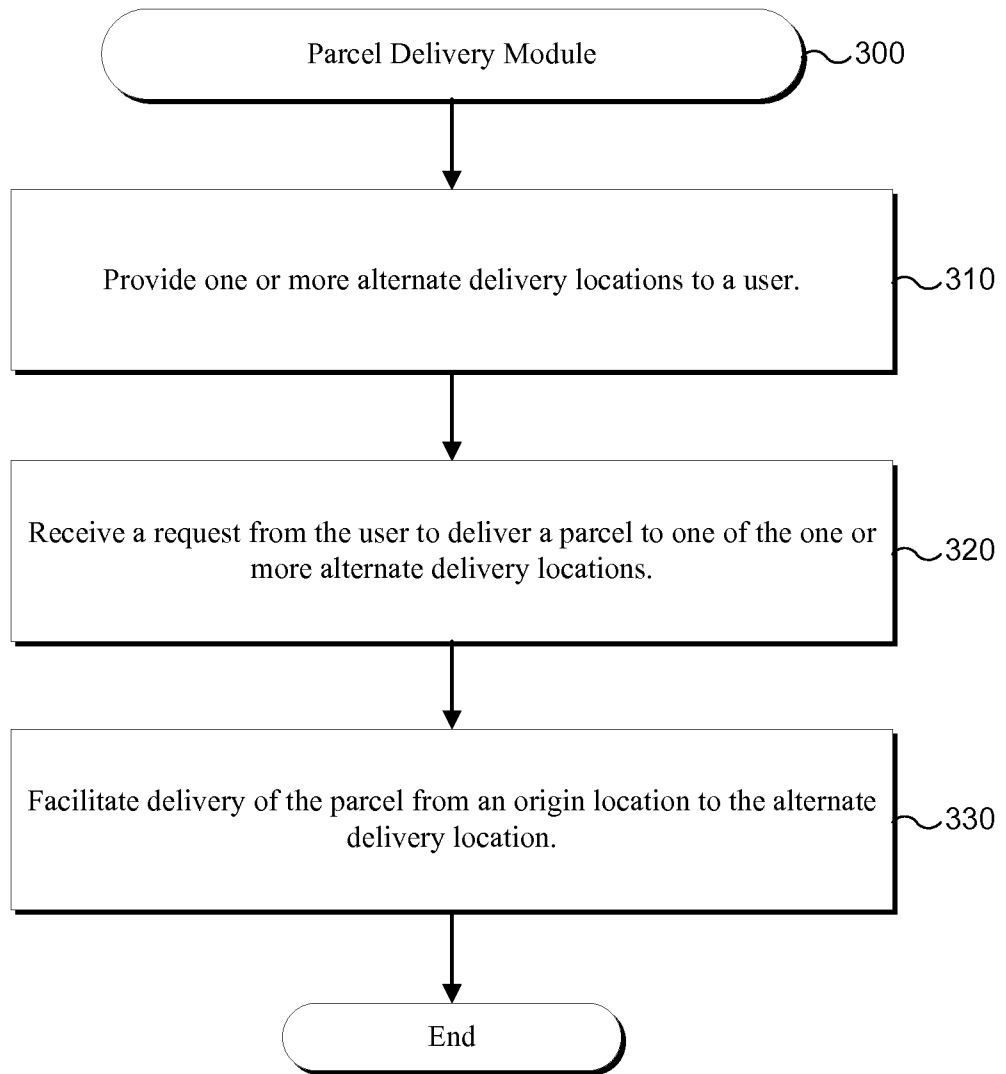 Parcel Delivery Module
300
Provide one or more alternate delivery locations to a user.
310
Receive a request from the user to deliver a parcel to one of the one or
more alternate delivery locations.
320
Facilitate delivery of the parcel from an origin location to the alternate
delivery location.
330
End